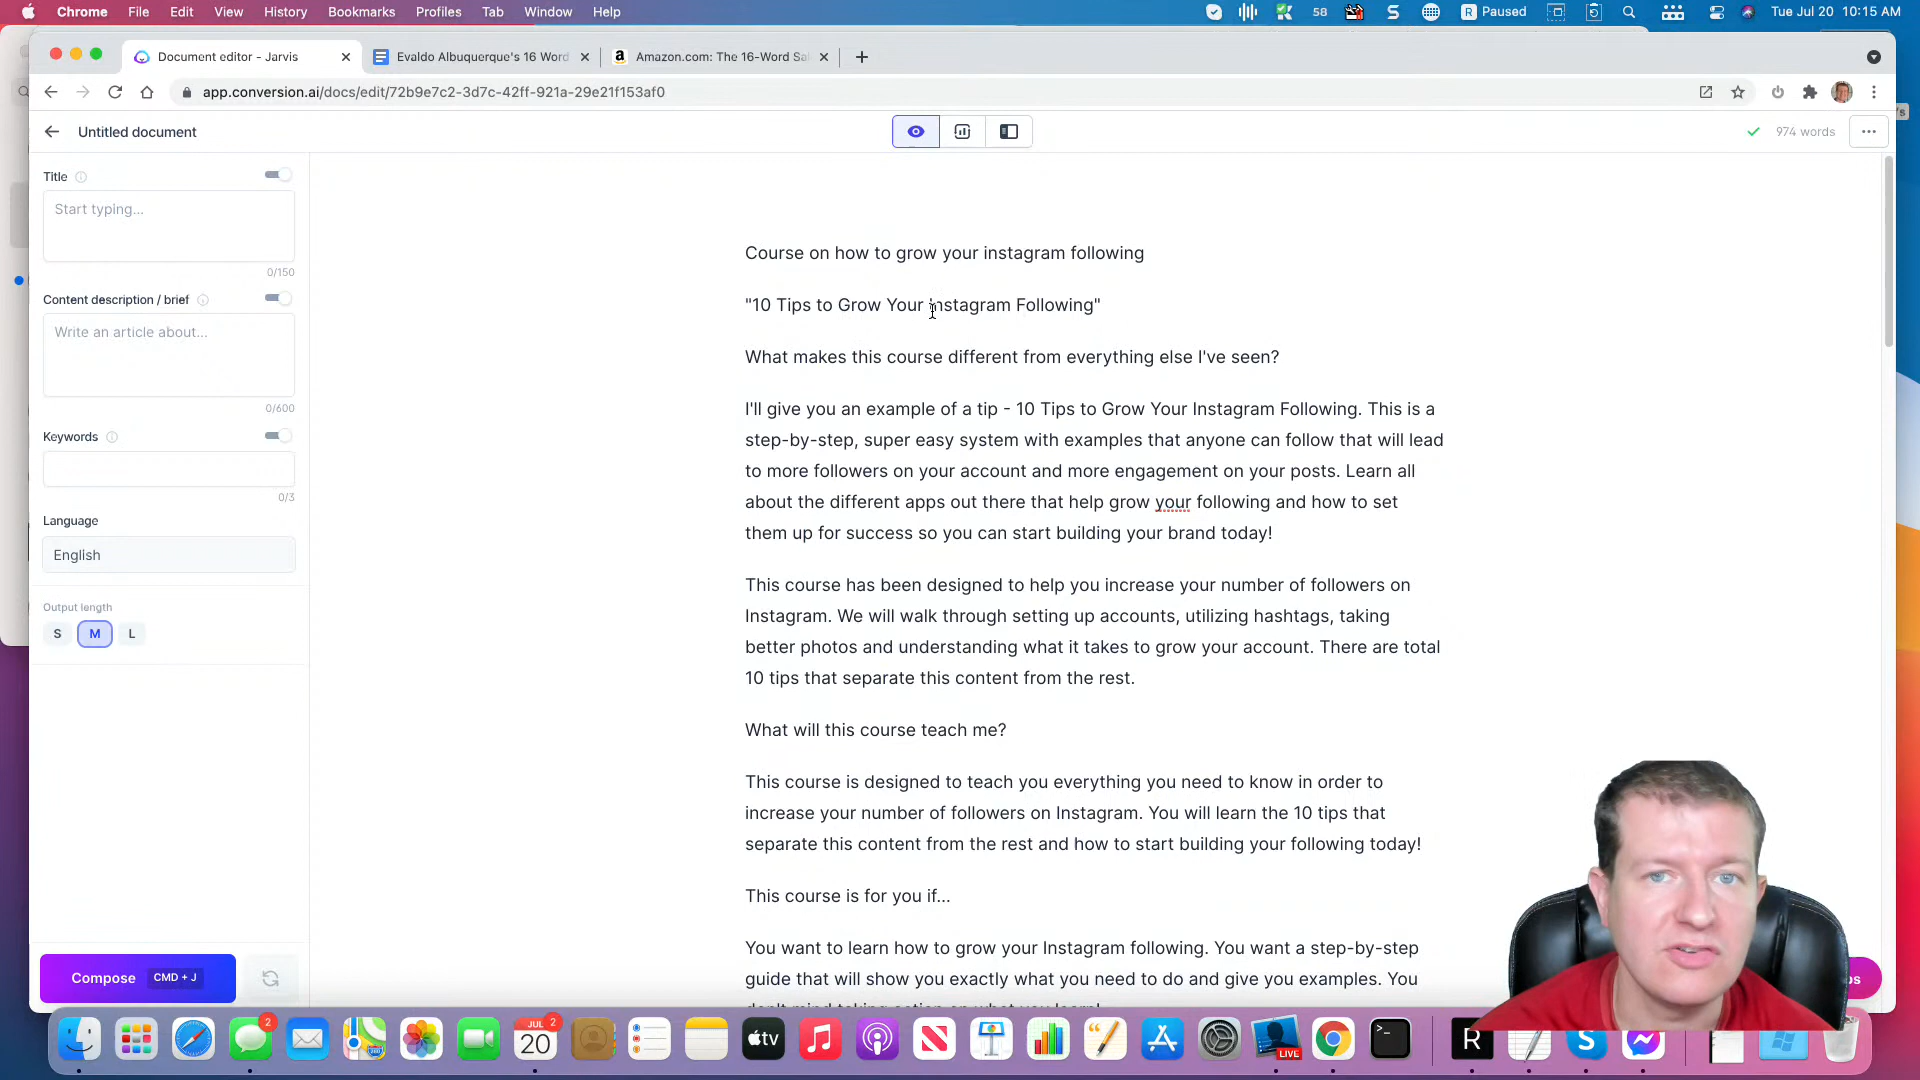 Chrome File Edit View History Bookmarks Profiles Tab Window Help
58 Paused Tue Jul 20 10:15 AM
Document editor - Jarvis
Evaldo Albuquerque's 16 Word
Amazon.com: The 16-Word Sal
app.conversion.ai/docs/edit/72b9e7c2-3d7c-42ff-921a-29e21f153af0
Untitled document
974 words
Title
Start typing...
0/150
Content description / brief
Write an article about...
0/600
Keywords
0/3
Language
English
Output length
S M L
Compose CMD + J
Course on how to grow your instagram following
"10 Tips to Grow Your Instagram Following"
What makes this course different from everything else I've seen?
I'll give you an example of a tip - 10 Tips to Grow Your Instagram Following. This is a
step-by-step, super easy system with examples that anyone can follow that will lead
to more followers on your account and more engagement on your posts. Learn all
about the different apps out there that help grow your following and how to set
them up for success so you can start building your brand today!
This course has been designed to help you increase your number of followers on
Instagram. We will walk through setting up accounts, utilizing hashtags, taking
better photos and understanding what it takes to grow your account. There are total
10 tips that separate this content from the rest.
What will this course teach me?
This course is designed to teach you everything you need to know in order to
increase your number of followers on Instagram. You will learn the 10 tips that
separate this content from the rest and how to start building your following today!
This course is for you if...
You want to learn how to grow your Instagram following. You want a step-by-step
guide that will show you exactly what you need to do and give you examples. You
don't mind taking action on what you learn!
2
JUL 2
20
tv
LIVE
R